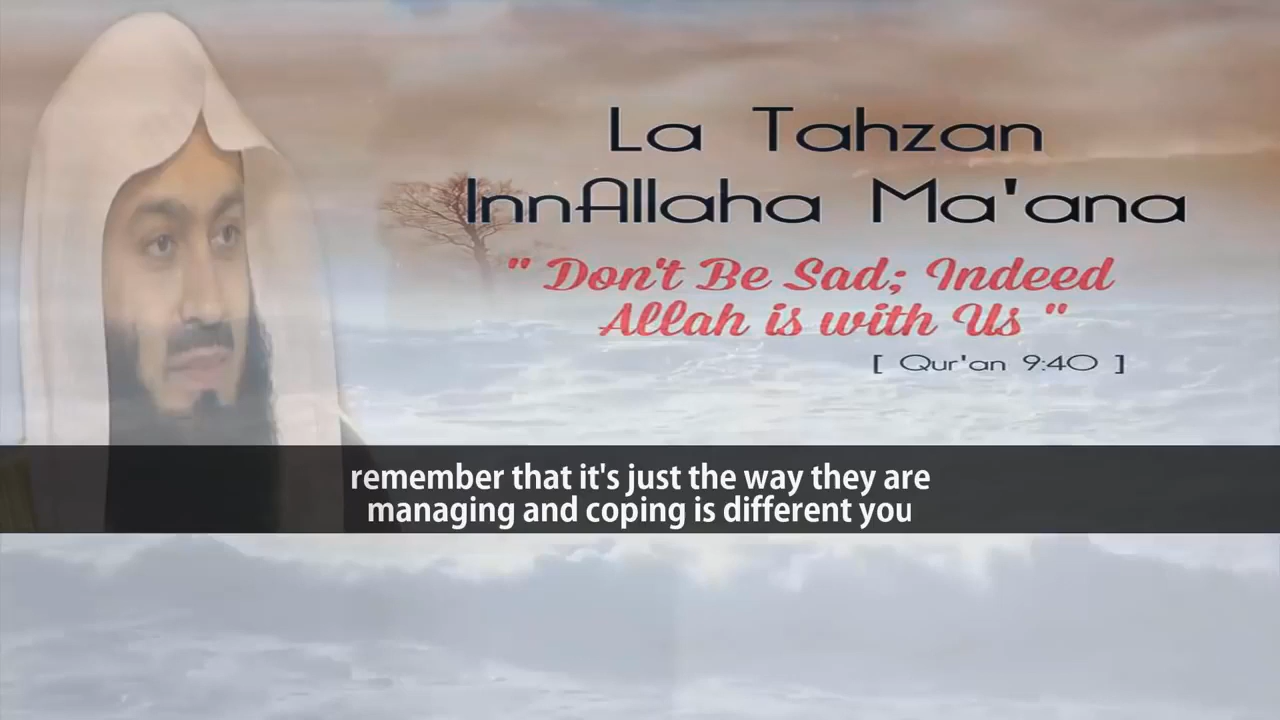 La Tahzan
InnAllaha Ma'ana
" Don't Be Sad; Indeed
Allah is with Us "
[ Qur'an 9:40 ]
remember that it's just the way they are
managing and coping is different you